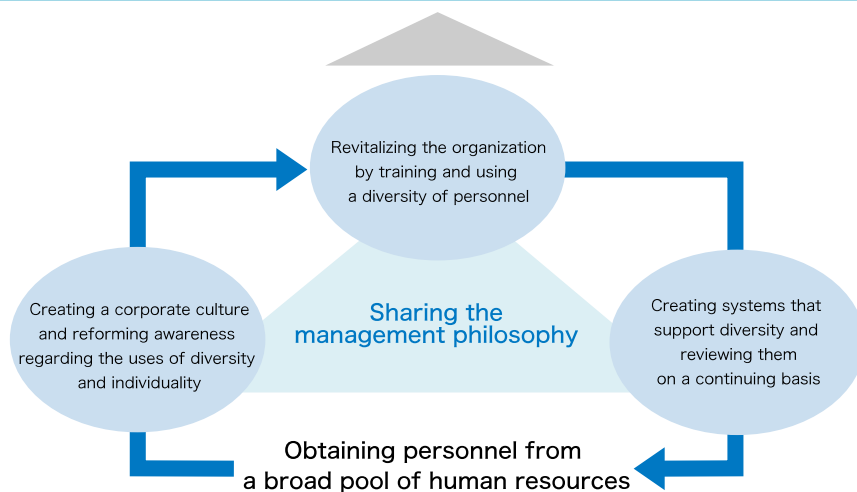 Revitalizing the organization
by training and using
a diversity of personnel
Creating a corporate culture
and reforming awareness
regarding the uses of diversity
and individuality
Sharing the
management philosophy
Creating systems that
support diversity and
reviewing them
on a continuing basis
Obtaining personnel from
a broad pool of human resources